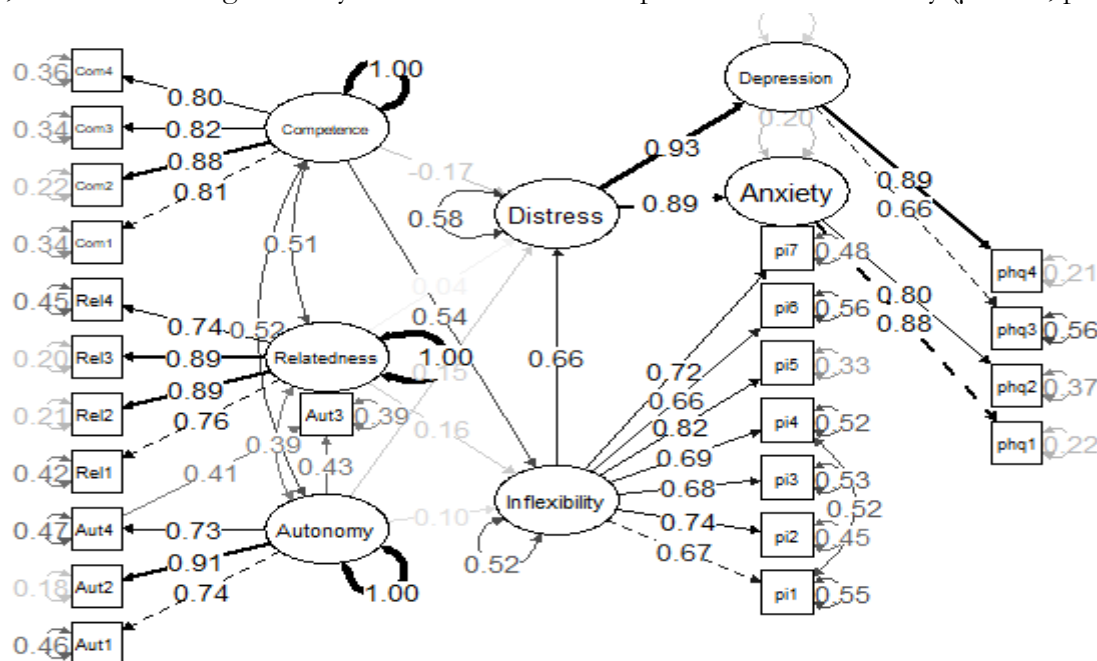 0.36 Com4
0.80
1.00
Depression
0.34 Com3
0.82
Competence
0.20
0.88
0.93
0.22 Com2
0.81
-0.17
0.89
Anxiety
0.89
0.66
0.58
Distress
0.34 Com1
0.51
pi7 0.48
phq4 0.21
0.45 Rel4
0.04
0.80
0.74
0.52
0.54
pi6 0.56
0.88
phq3 0.56
0.20 Rel3
0.89
Relatedness
1.00
0.66
0.15
0.72
pi5 0.33
phq2 0.37
0.21 Rel2
0.89
0.66
Aut3 0.39
0.82
pi4 0.52
0.76
0.16
phq1 0.22
0.42 Rel1
0.39
0.41
0.43
0.69
0.68
pi3 0.53
Inflexibility
0.52
0.47 Aut4
0.73
Autonomy
-0.10
0.74
pi2 0.45
0.91
0.67
0.52
0.18 Aut2
0.74
1.00
pi1 0.55
0.46 Aut1